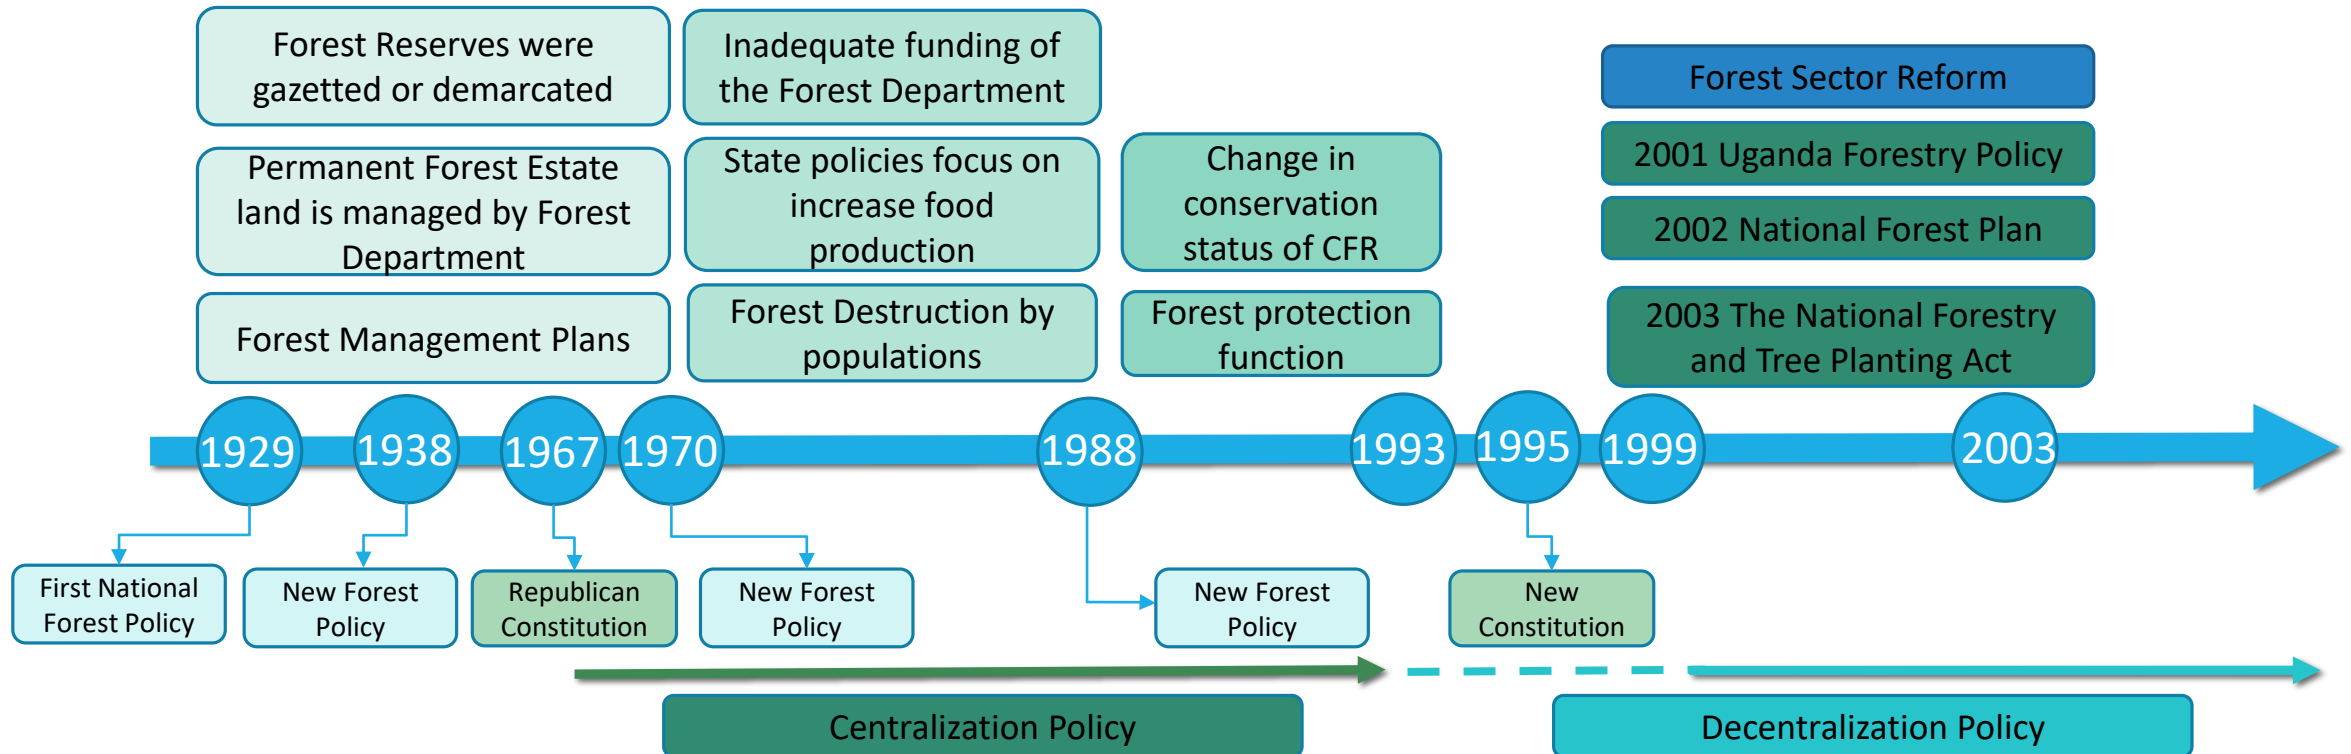 Forest Reserves were
gazetted or demarcated
Permanent Forest Estate
land is managed by Forest
Department
Forest Management Plans
Inadequate funding of
the Forest Department
State policies focus on
increase food
production
Forest Destruction by
populations
Change in
conservation
status of CFR
Forest protection
function
Forest Sector Reform
2001 Uganda Forestry Policy
2002 National Forest Plan
2003 The National Forestry
and Tree Planting Act
1929
1938
1967
1970
1988
1993
1995
1999
2003
First National
Forest Policy
New Forest
Policy
Republican
Constitution
New Forest
Policy
New Forest
Policy
New
Constitution
Centralization Policy
Decentralization Policy